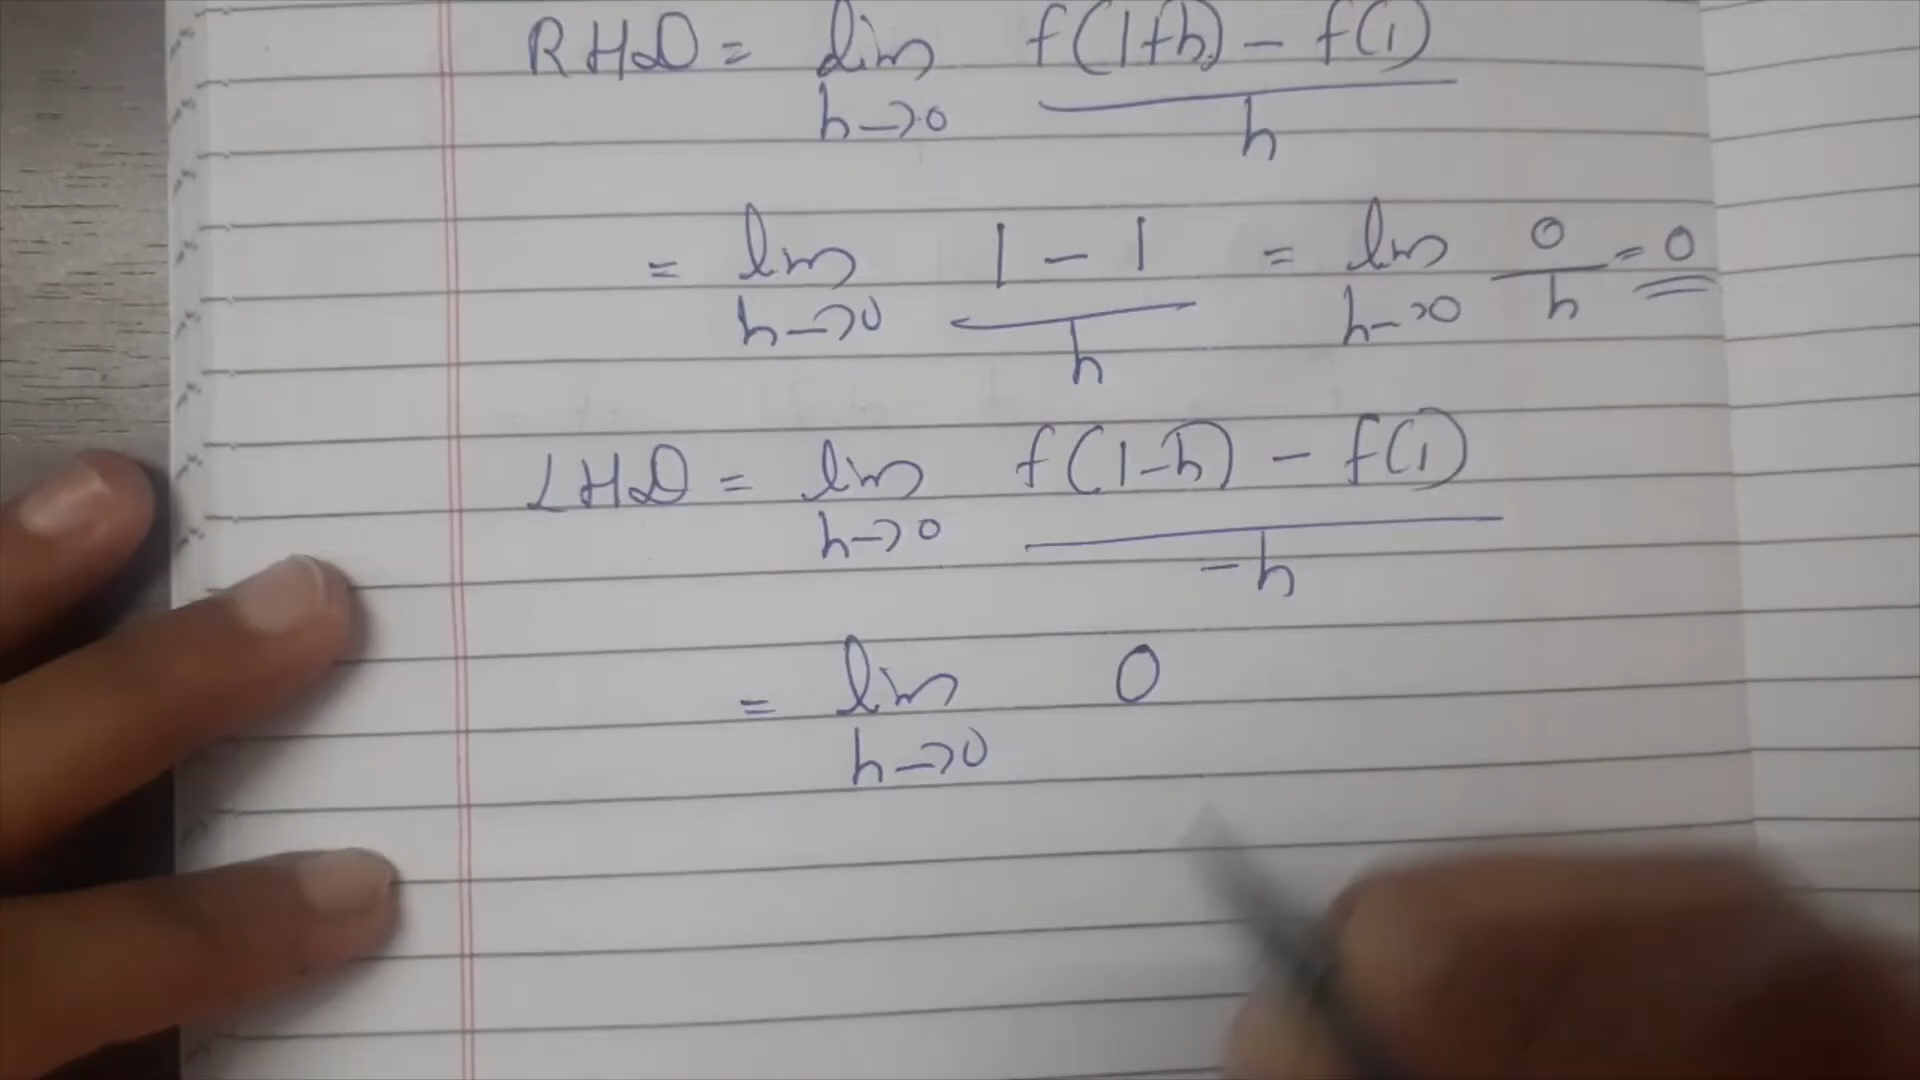 RHD = lim f(1+h) - f(1)
h→0 h
= lim 1 - 1 = lim 0 = 0
h→0 h h→0 h
LHD = lim f(1-h) - f(1)
h→0 -h
= lim 0
h→0